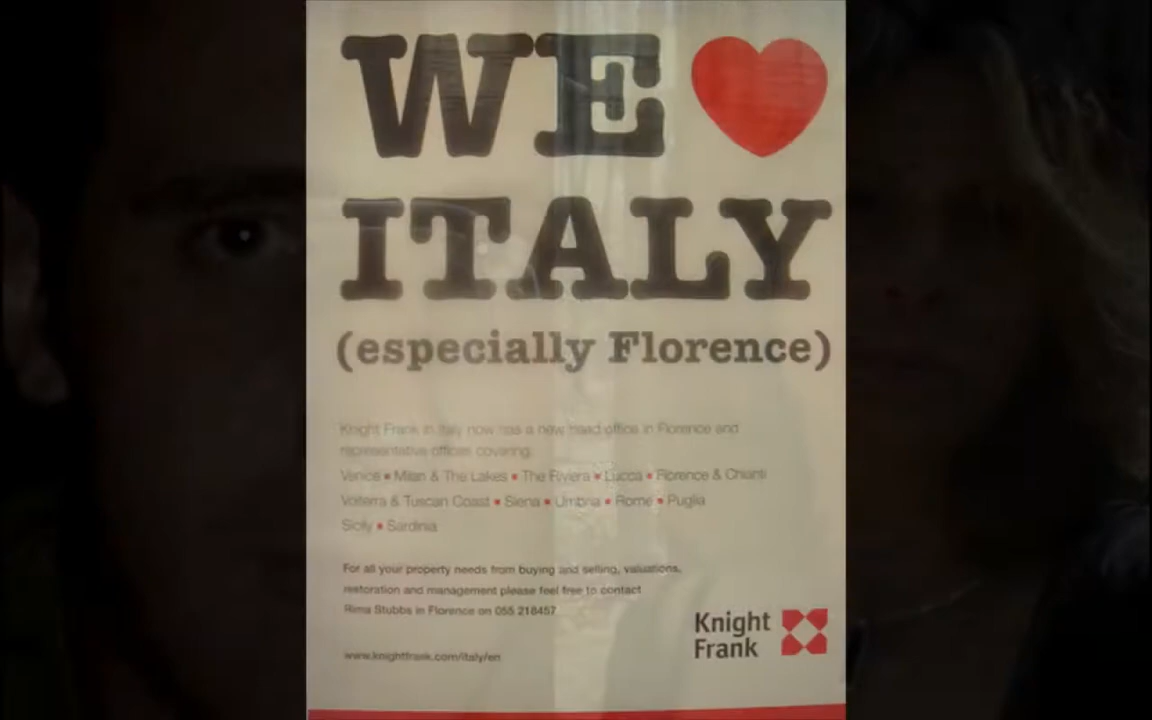 WE ❤
ITALY
(especially Florence)
Knight Frank in Italy now has a new head office in Florence and
representative offices covering:
Venice ▪ Milan & The Lakes ▪ The Riviera ▪ Lucca ▪ Florence & Chianti
Volterra & Tuscan Coast ▪ Siena ▪ Umbria ▪ Rome ▪ Puglia
Sicily ▪ Sardinia
For all your property needs from buying and selling, valuations,
restoration and management please feel free to contact
Rima Stubbs in Florence on 055 218457
www.knightfrank.com/italy/en
Knight
Frank